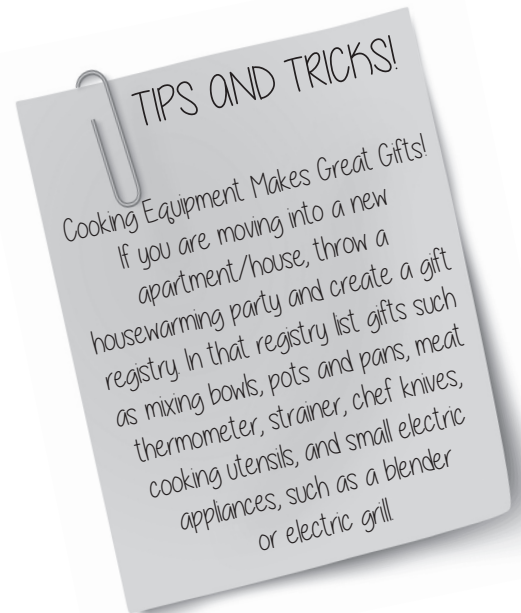 TIPS AND TRICKS!
Cooking Equipment Makes Great Gifts!
If you are moving into a new
apartment/house, throw a
housewarming party and create a gift
registry. In that registry list gifts such
as mixing bowls, pots and pans, meat
thermometer, strainer, chef knives,
cooking utensils, and small electric
appliances, such as a blender
or electric grill.